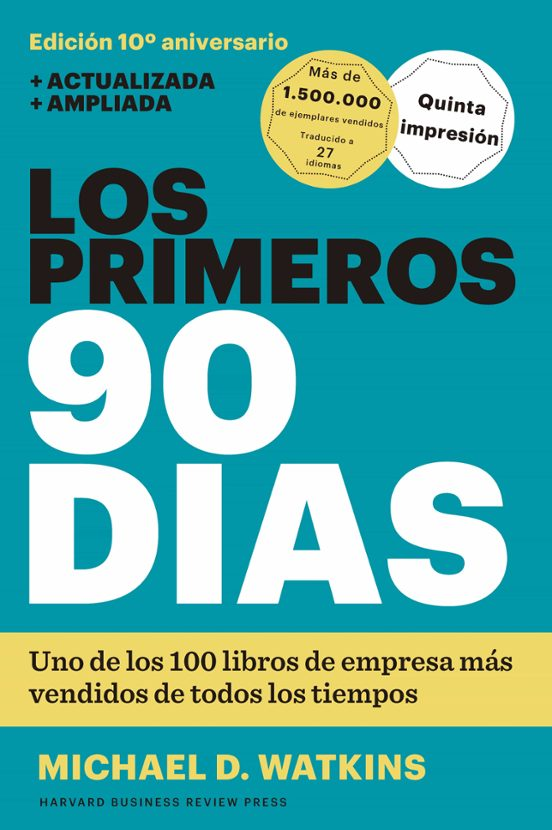 Edición 10º aniversario
+ ACTUALIZADA
+ AMPLIADA
Más de
1.500.000
de ejemplares vendidos
Traducido a
27
idiomas
Quinta
impresión
LOS
PRIMEROS
90
DIAS
Uno de los 100 libros de empresa más
vendidos de todos los tiempos
MICHAEL D. WATKINS
HARVARD BUSINESS REVIEW PRESS